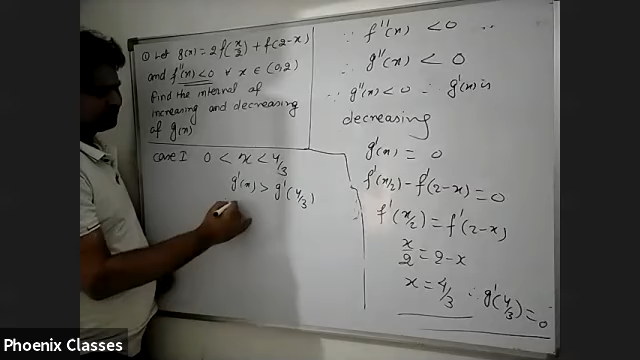 ① Let g(x) = 2f(x/2) + f(2-x)
and f''(x) < 0 ∀ x ∈ (0,2)
Find the interval of
increasing and decreasing
of g(x)
Case I 0 < x < 4/3
g'(x) > g'(4/3)
∵ f''(x) < 0 ..
∵ g''(x) < 0
∵ g''(x) < 0 ∴ g'(x) is
decreasing
g'(x) = 0
f'(x/2) - f'(2-x) = 0
f'(x/2) = f'(2-x)
x/2 = 2-x
x = 4/3 ∴ g'(4/3) = 0
Phoenix Classes